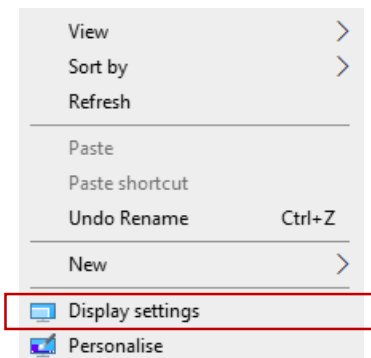 View
Sort by
Refresh
Paste
Paste shortcut
Undo Rename Ctrl+Z
New
Display settings
Personalise